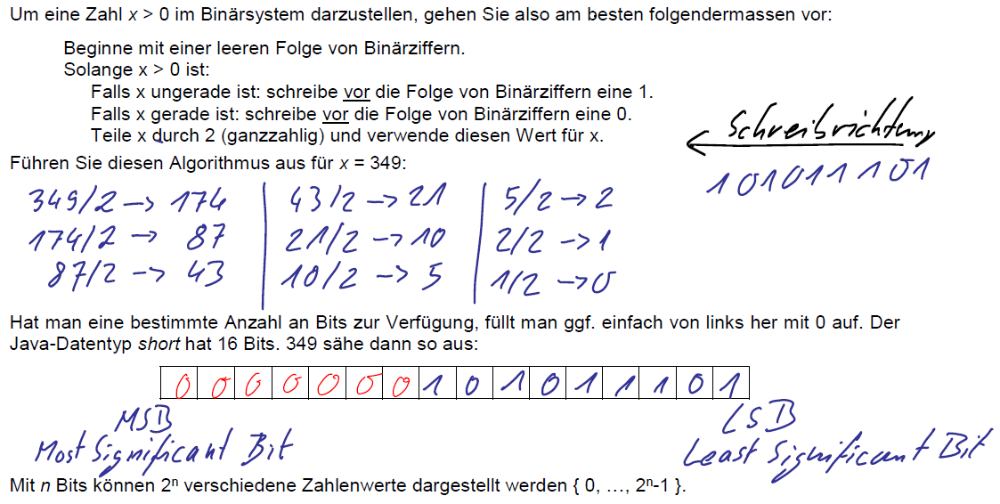 Um eine Zahl x > 0 im Binärsystem darzustellen, gehen Sie also am besten folgendermassen vor:
Beginne mit einer leeren Folge von Binärziffern.
Solange x > 0 ist:
Falls x ungerade ist: schreibe vor die Folge von Binärziffern eine 1.
Falls x gerade ist: schreibe vor die Folge von Binärziffern eine 0.
Teile x durch 2 (ganzzahlig) und verwende diesen Wert für x.
Schreibrichtung
Führen Sie diesen Algorithmus aus für x = 349:
101011101
349/2 -> 174 | 43/2 -> 21 | 5/2 -> 2
174/2 -> 87 | 21/2 -> 10 | 2/2 -> 1
87/2 -> 43 | 10/2 -> 5 | 1/2 -> 0
Hat man eine bestimmte Anzahl an Bits zur Verfügung, füllt man ggf. einfach von links her mit 0 auf. Der
Java-Datentyp short hat 16 Bits. 349 sähe dann so aus:
0 0 0 0 0 0 0 1 0 1 0 1 1 1 0 1
MSB LSB
Most Significant Bit Least Significant Bit
Mit n Bits können 2ⁿ verschiedene Zahlenwerte dargestellt werden { 0, …, 2ⁿ-1 }.